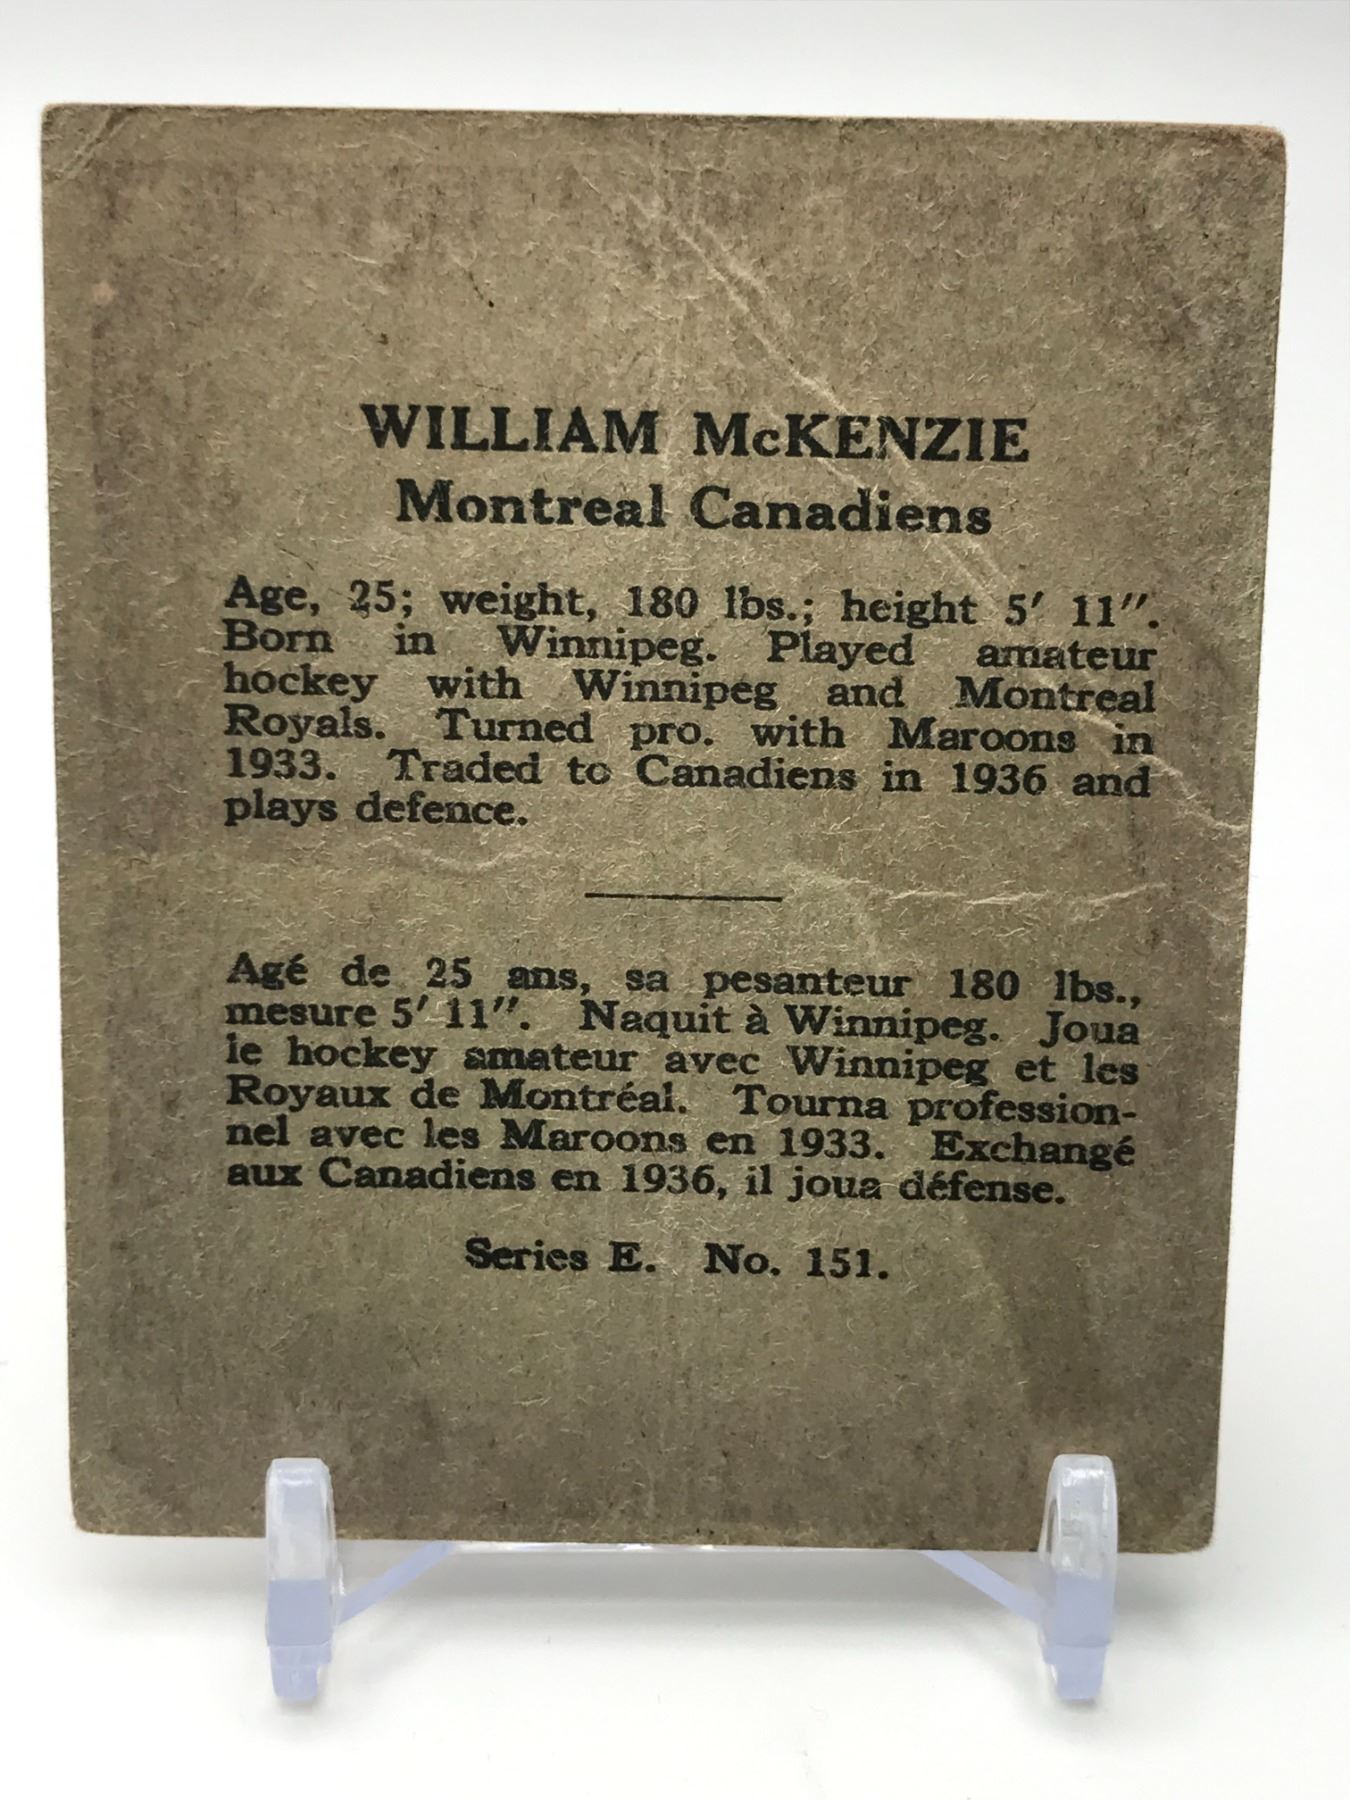 WILLIAM McKENZIE
Montreal Canadiens
Age, 25; weight, 180 lbs.; height 5' 11".
Born in Winnipeg. Played amateur
hockey with Winnipeg and Montreal
Royals. Turned pro. with Maroons in
1933. Traded to Canadiens in 1936 and
plays defence.
Agé de 25 ans, sa pesanteur 180 lbs.,
mesure 5' 11". Naquit à Winnipeg. Joua
le hockey amateur avec Winnipeg et les
Royaux de Montréal. Tourna profession-
nel avec les Maroons en 1933. Exchangé
aux Canadiens en 1936, il joua défense.
Series E. No. 151.